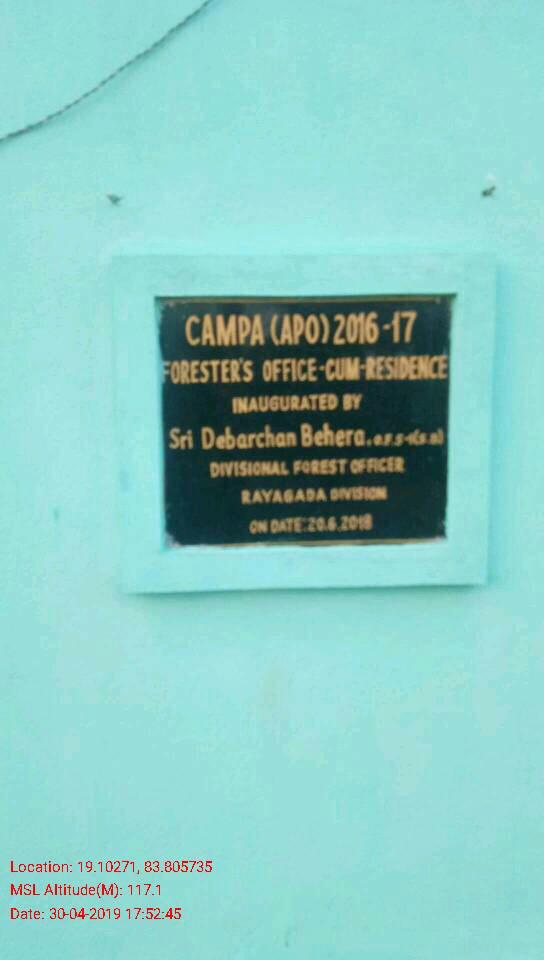 CAMPA (APO) 2016-17
FORESTER'S OFFICE-CUM-RESIDENCE
INAUGURATED BY
Sri Debarchan Behera, O.F.S-1(S.B)
DIVISIONAL FOREST OFFICER
RAYAGADA DIVISION
ON DATE:20.6.2018
Location: 19.10271, 83.805735
MSL Altitude(M): 117.1
Date: 30-04-2019 17:52:45